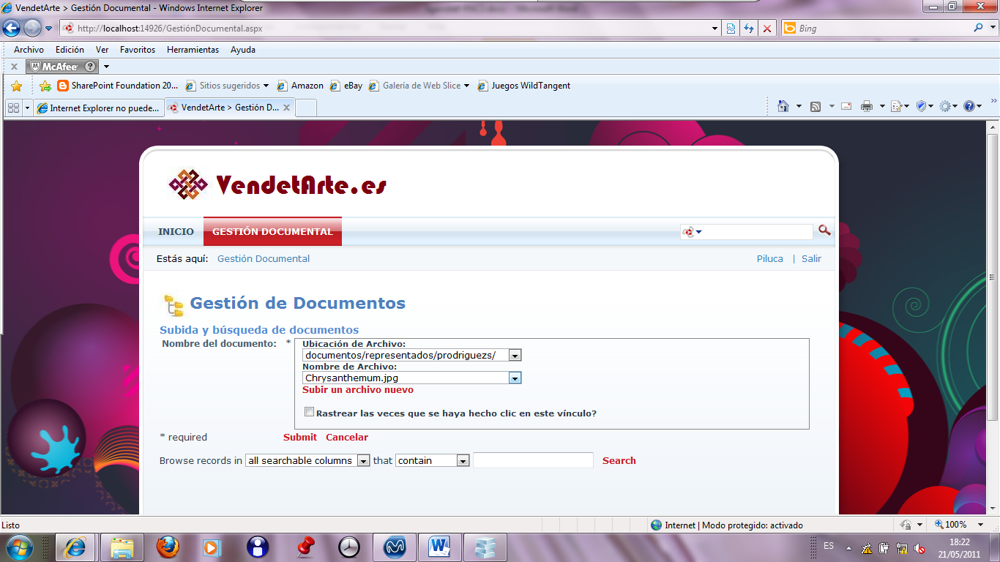 VendetArte > Gestión Documental - Windows Internet Explorer
http://localhost:14926/GestiónDocumental.aspx
Bing
Archivo Edición Ver Favoritos Herramientas Ayuda
x McAfee ?
SharePoint Foundation 20... Sitios sugeridos Amazon eBay Galería de Web Slice Juegos WildTangent
Internet Explorer no puede... VendetArte > Gestión D... x
VendetArte.es
INICIO GESTIÓN DOCUMENTAL
Estás aquí: Gestión Documental Piluca | Salir
Gestión de Documentos
Subida y búsqueda de documentos
Nombre del documento: * Ubicación de Archivo:
documentos/representados/prodriguezs/
Nombre de Archivo:
Chrysanthemum.jpg
Subir un archivo nuevo
Rastrear las veces que se haya hecho clic en este vínculo?
* required Submit Cancelar
Browse records in all searchable columns that contain Search
Listo Internet | Modo protegido: activado 100%
ES 18:22
21/05/2011